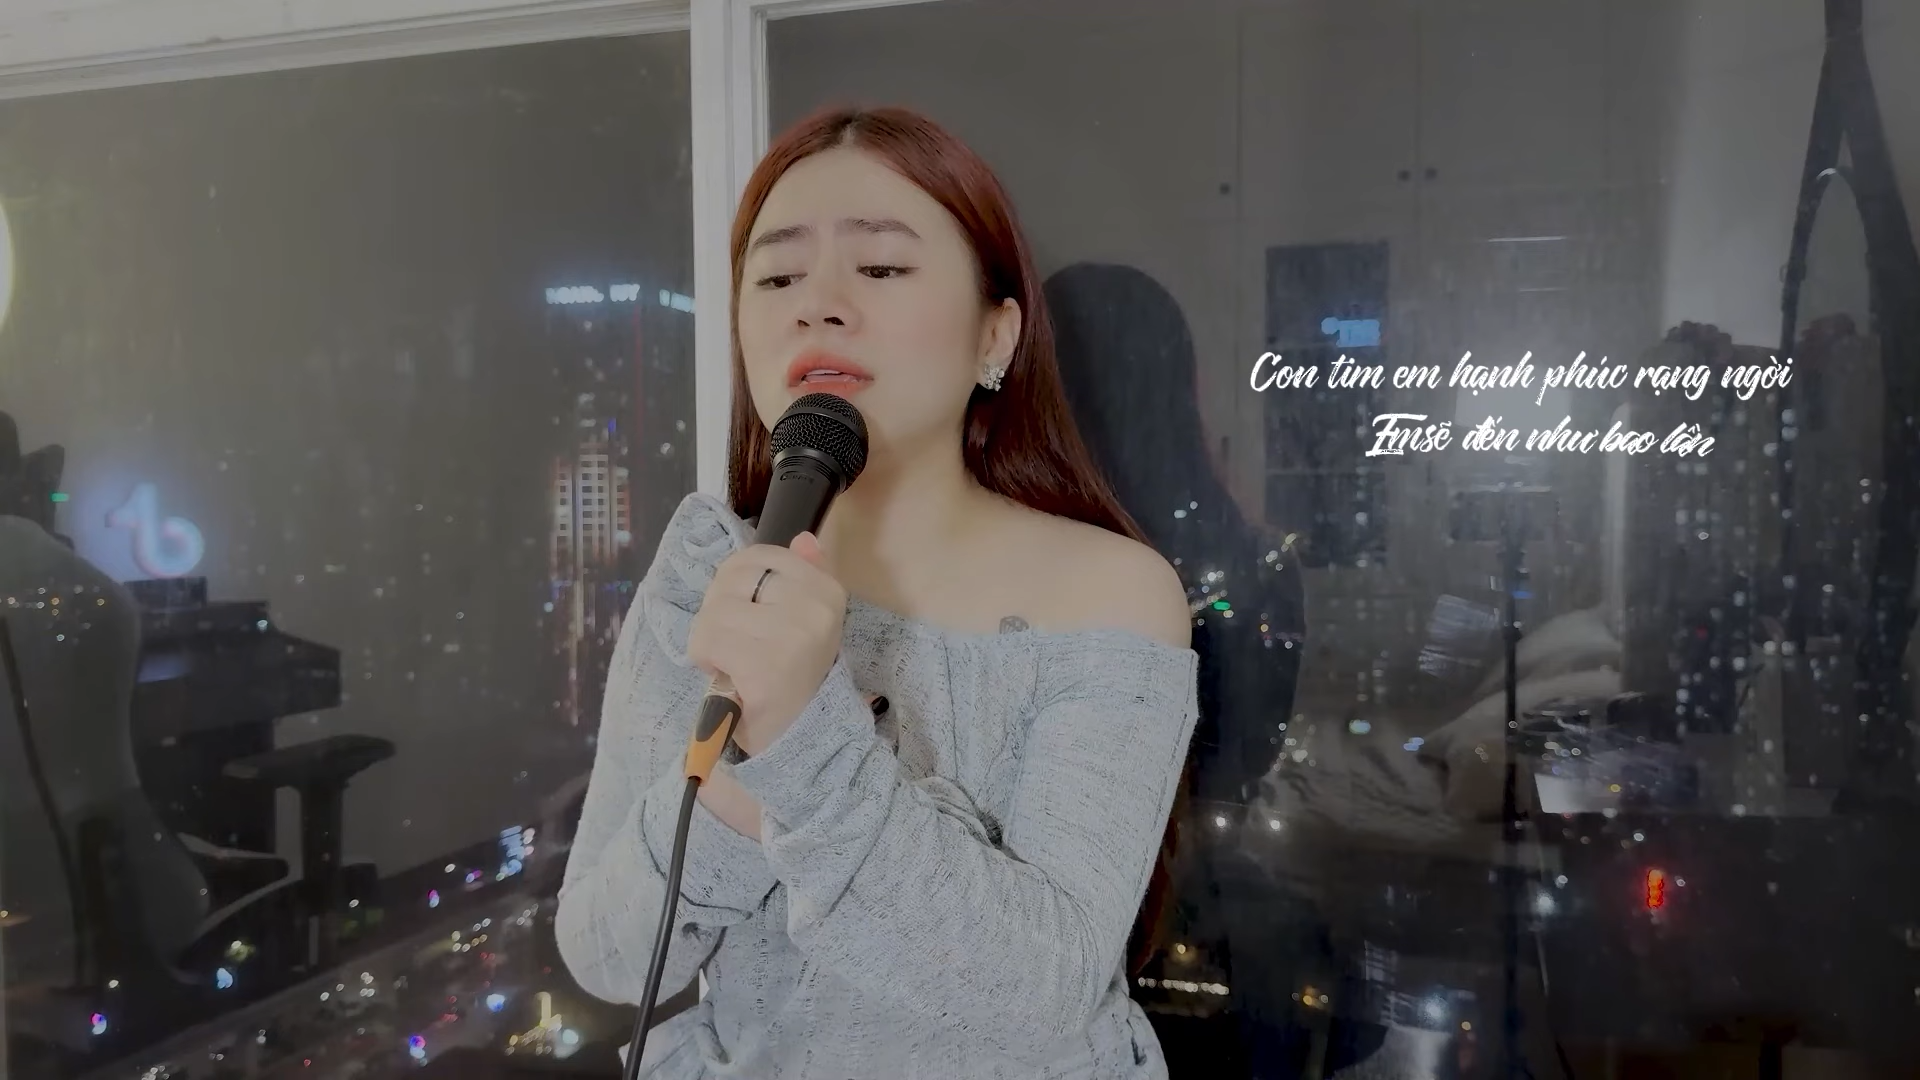 Con tim em hạnh phúc rạng ngời
Em sẽ đến như bao lần